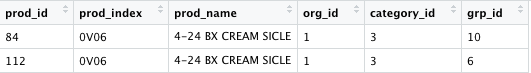 prod_id prod_index prod_name org_id category_id grp_id
84 0V06 4-24 BX CREAM SICLE 1 3 10
112 0V06 4-24 BX CREAM SICLE 1 3 6